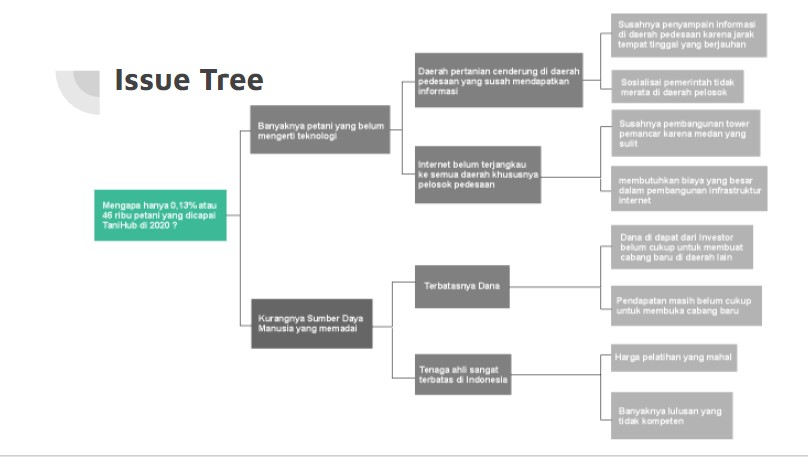 Issue Tree
Mengapa hanya 0,13% atau
46 ribu petani yang dicapai
TaniHub di 2020 ?
Banyaknya petani yang belum
mengerti teknologi
Daerah pertanian cenderung di daerah
pedesaan yang susah mendapatkan
informasi
Susahnya penyampain informasi
di daerah pedesaan karena jarak
tempat tinggal yang berjauhan
Sosialisai pemerintah tidak
merata di daerah pelosok
Internet belum terjangkau
ke semua daerah khususnya
pelosok pedesaan
Susahnya pembangunan tower
pemancar karena medan yang
sulit
membutuhkan biaya yang besar
dalam pembangunan infrastruktur
internet
Kurangnya Sumber Daya
Manusia yang memadai
Terbatasnya Dana
Dana di dapat dari Investor
belum cukup untuk membuat
cabang baru di daerah lain
Pendapatan masih belum cukup
untuk membuka cabang baru
Tenaga ahli sangat
terbatas di Indonesia
Harga pelatihan yang mahal
Banyaknya lulusan yang
tidak kompeten